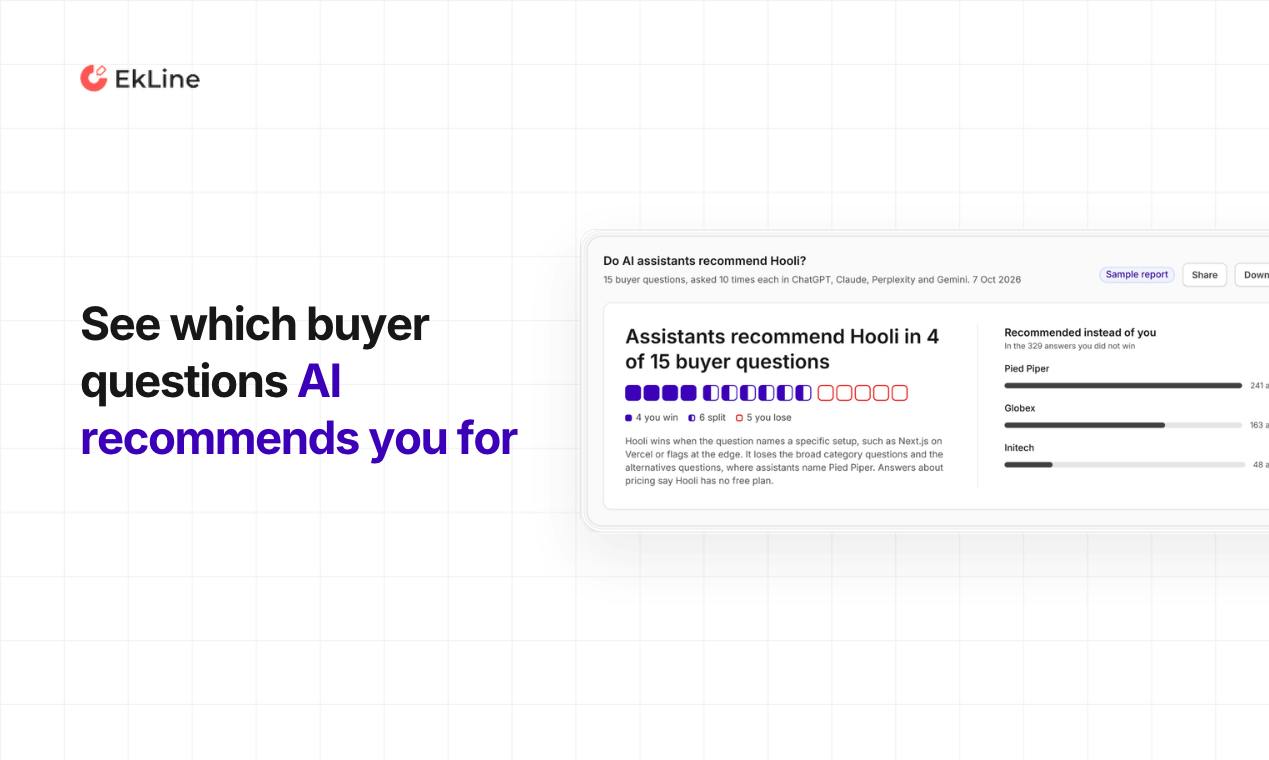 EkLine
See which buyer
questions AI
recommends you for
Do AI assistants recommend Hooli?
15 buyer questions, asked 10 times each in ChatGPT, Claude, Perplexity and Gemini. 7 Oct 2026
Sample report
Share
Down
Assistants recommend Hooli in 4
of 15 buyer questions
4 you win
6 split
5 you lose
Hooli wins when the question names a specific setup, such as Next.js on
Vercel or flags at the edge. It loses the broad category questions and the
alternatives questions, where assistants name Pied Piper. Answers about
pricing say Hooli has no free plan.
Recommended instead of you
In the 329 answers you did not win
Pied Piper
241 a
Globex
163 a
Initech
48 a